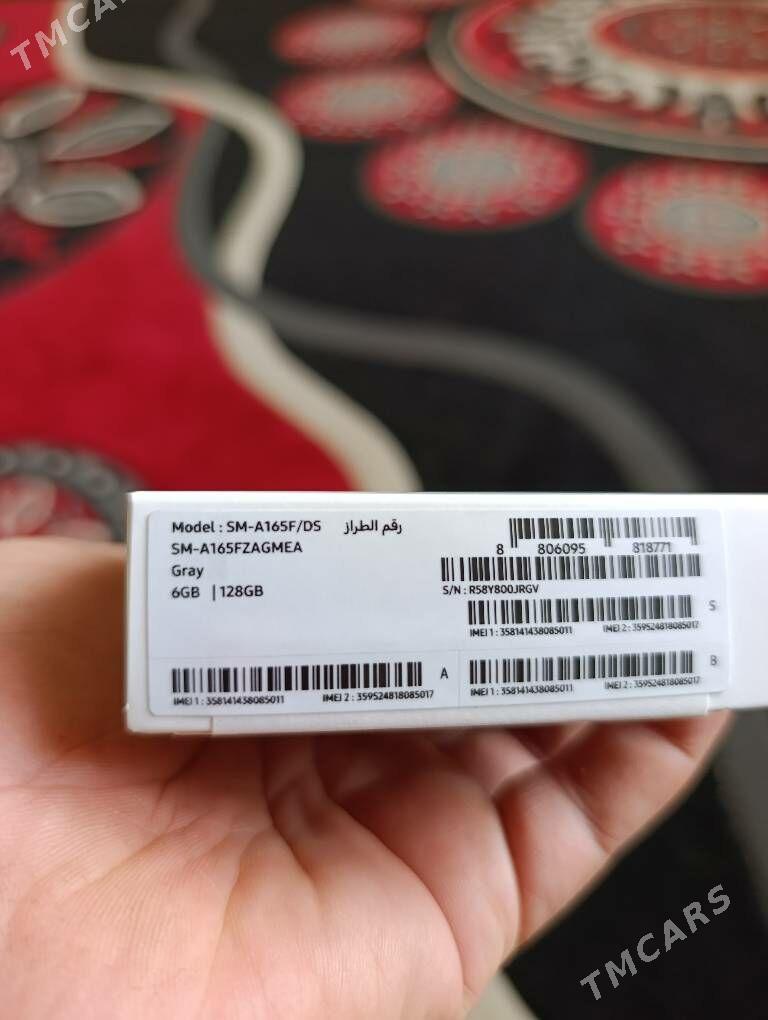 TMCARS
Model : SM-A165F/DS رقم الطراز
SM-A165FZAGMEA
Gray
6GB | 128GB
8 806095 818771
S/N : R58Y800JRGV
S
IMEI 1 : 358141438085011 IMEI 2 : 359524818085017
A
IMEI 1 : 358141438085011 IMEI 2 : 359524818085017
B
IMEI 1 : 358141438085011 IMEI 2 : 359524818085017
TMCARS